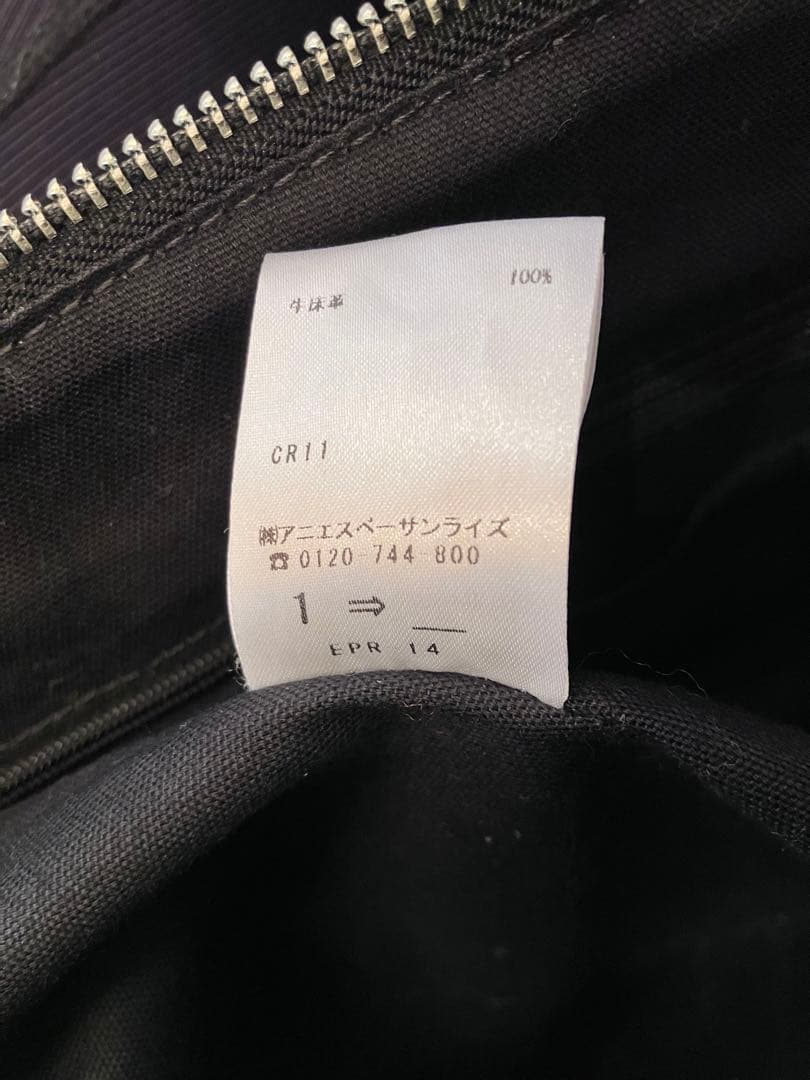 牛床革 100%
CR11
㈱アニエスベーサンライズ
☎0120-744-800
1 ⇒ __
EPR 14